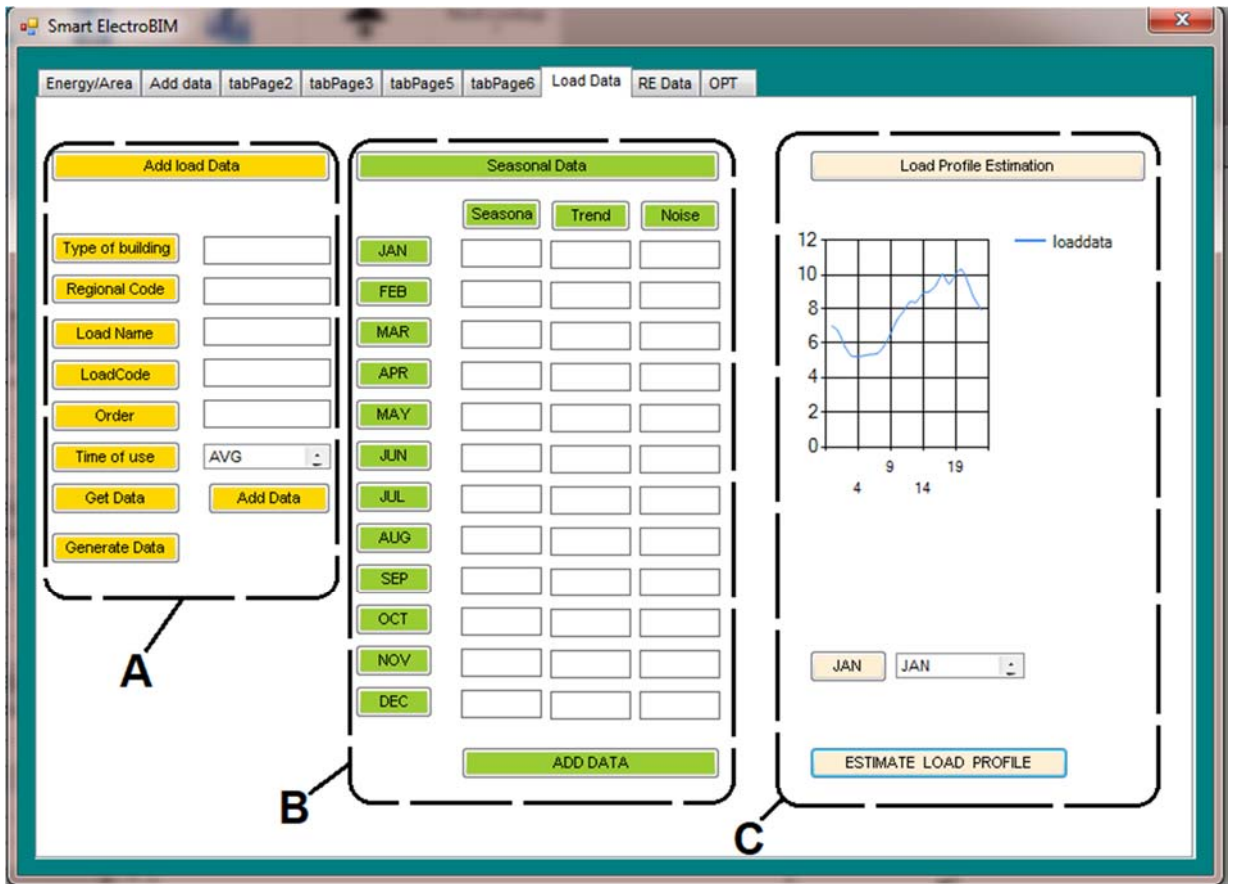 Smart ElectroBIM
Energy/Area Add data tabPage2 tabPage3 tabPage5 tabPage6 Load Data RE Data OPT
Add load Data
Type of building
Regional Code
Load Name
LoadCode
Order
Time of use AVG
Get Data Add Data
Generate Data
A
Seasonal Data
Seasona Trend Noise
JAN
FEB
MAR
APR
MAY
JUN
JUL
AUG
SEP
OCT
NOV
DEC
ADD DATA
B
Load Profile Estimation
loaddata
12
10
8
6
4
2
0
9 19
4 14
JAN JAN
ESTIMATE LOAD PROFILE
C